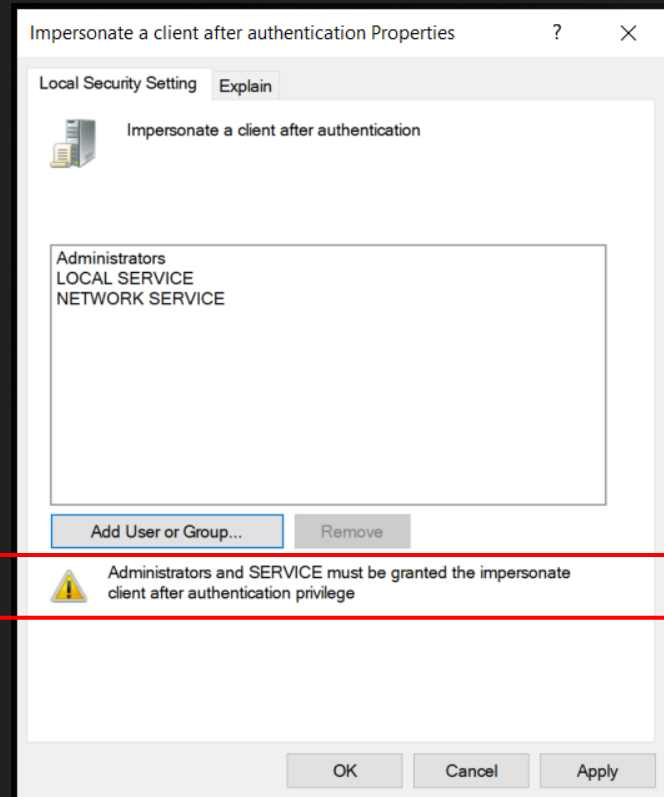 Impersonate a client after authentication Properties ?
Local Security Setting Explain
Impersonate a client after authentication
Administrators
LOCAL SERVICE
NETWORK SERVICE
Add User or Group... Remove
Administrators and SERVICE must be granted the impersonate
client after authentication privilege
OK Cancel Apply